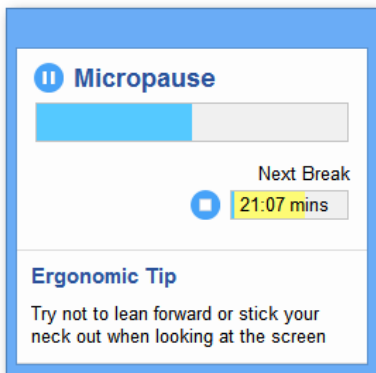 Micropause
Next Break
21:07 mins
Ergonomic Tip
Try not to lean forward or stick your
neck out when looking at the screen